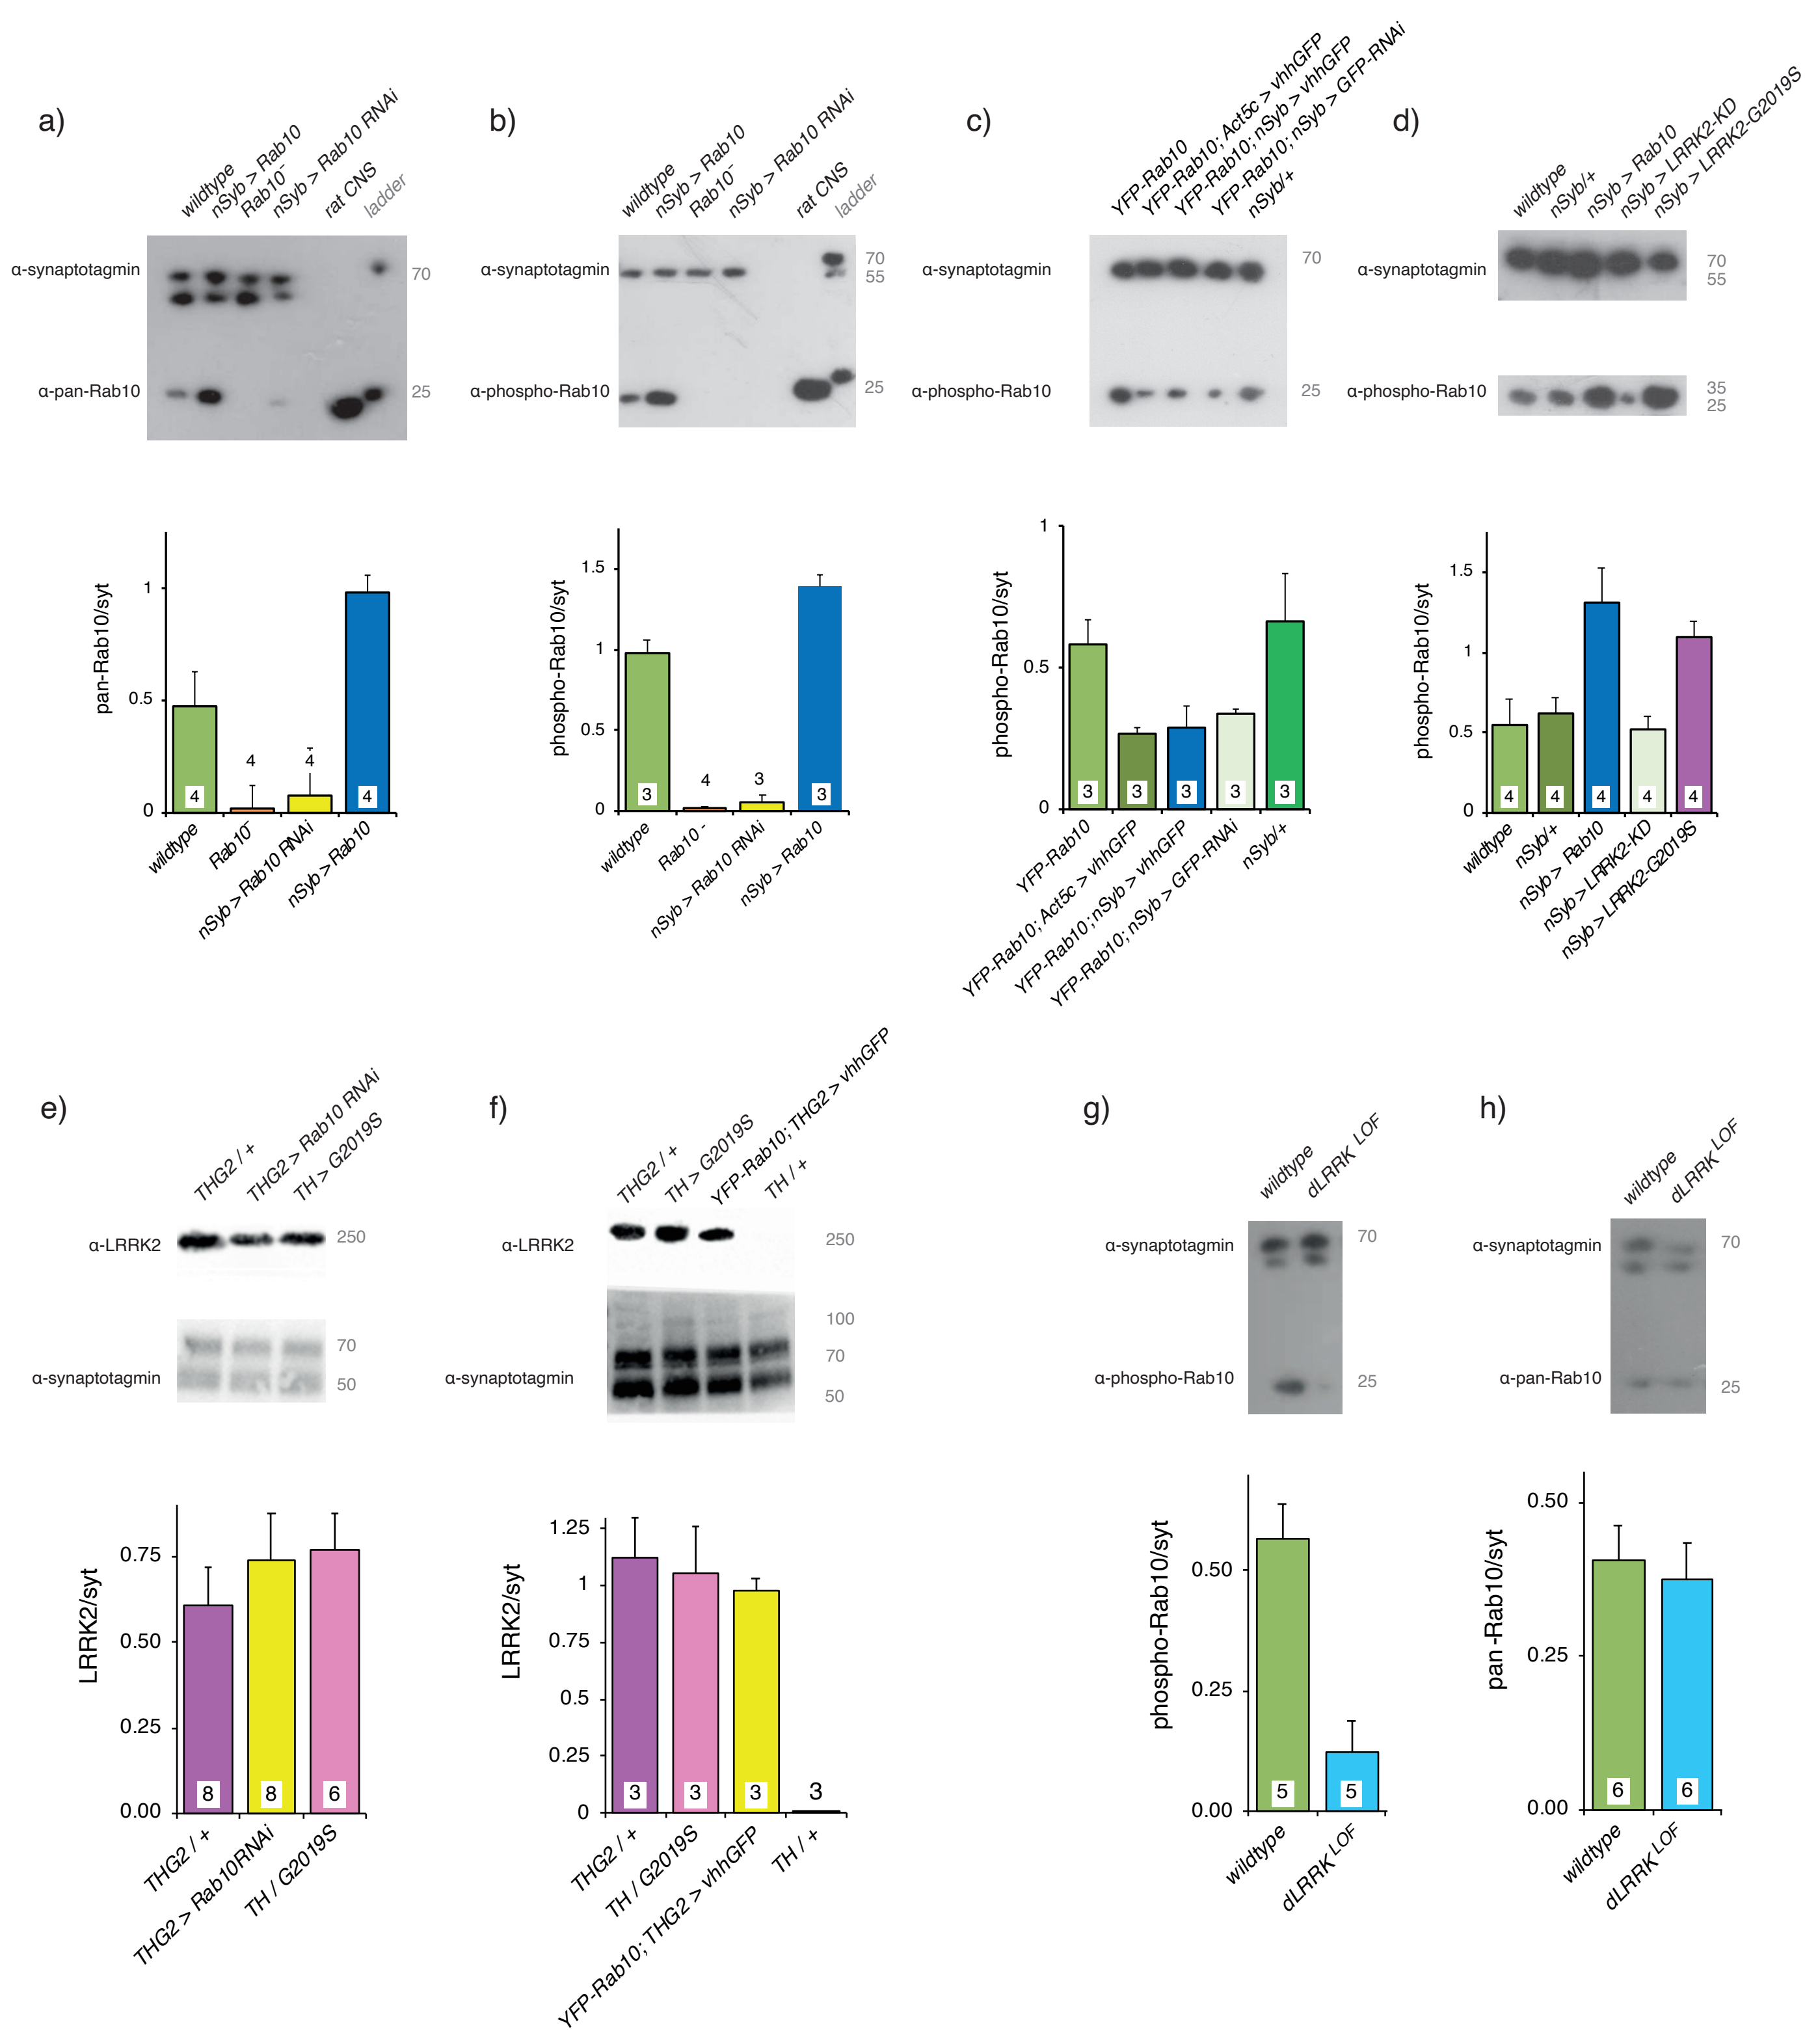 a)
wildtype
nSyb > Rab10
Rab10⁻
nSyb > Rab10 RNAi
rat CNS
ladder
α-synaptotagmin
70
α-pan-Rab10
25
pan-Rab10/syt
1
0.5
0
4
4
4
4
wildtype
Rab10⁻
nSyb > Rab10 RNAi
nSyb > Rab10
b)
wildtype
nSyb > Rab10
Rab10⁻
nSyb > Rab10 RNAi
rat CNS
ladder
α-synaptotagmin
70
55
α-phospho-Rab10
25
phospho-Rab10/syt
1.5
1
0.5
0
3
4
3
3
wildtype
Rab10 -
nSyb > Rab10 RNAi
nSyb > Rab10
c)
YFP-Rab10
YFP-Rab10; Act5c > vhhGFP
YFP-Rab10; nSyb > vhhGFP
YFP-Rab10; nSyb > GFP-RNAi
nSyb/+
α-synaptotagmin
70
α-phospho-Rab10
25
phospho-Rab10/syt
1
0.5
0
3
3
3
3
3
YFP-Rab10
YFP-Rab10; Act5c > vhhGFP
YFP-Rab10; nSyb > vhhGFP
YFP-Rab10; nSyb > GFP-RNAi
nSyb/+
d)
wildtype
nSyb/+
nSyb > Rab10
nSyb > LRRK2-KD
nSyb > LRRK2-G2019S
α-synaptotagmin
70
55
α-phospho-Rab10
35
25
phospho-Rab10/syt
1.5
1
0.5
0
4
4
4
4
4
wildtype
nSyb/+
nSyb > Rab10
nSyb > LRRK2-KD
nSyb > LRRK2-G2019S
e)
THG2 / +
THG2 > Rab10 RNAi
TH > G2019S
α-LRRK2
250
70
α-synaptotagmin
50
LRRK2/syt
0.75
0.50
0.25
0.00
8
8
6
THG2 / +
THG2 > Rab10RNAi
TH / G2019S
f)
THG2 / +
TH > G2019S
YFP-Rab10; THG2 > vhhGFP
TH / +
α-LRRK2
250
100
70
α-synaptotagmin
50
LRRK2/syt
1.25
1
0.75
0.5
0.25
0
3
3
3
3
THG2 / +
TH / G2019S
YFP-Rab10; THG2 > vhhGFP
TH / +
g)
wildtype
dLRRK LOF
α-synaptotagmin
70
α-phospho-Rab10
25
phospho-Rab10/syt
0.50
0.25
0.00
5
5
wildtype
dLRRK LOF
h)
wildtype
dLRRK LOF
α-synaptotagmin
70
α-pan-Rab10
25
pan-Rab10/syt
0.50
0.25
0.00
6
6
wildtype
dLRRK LOF